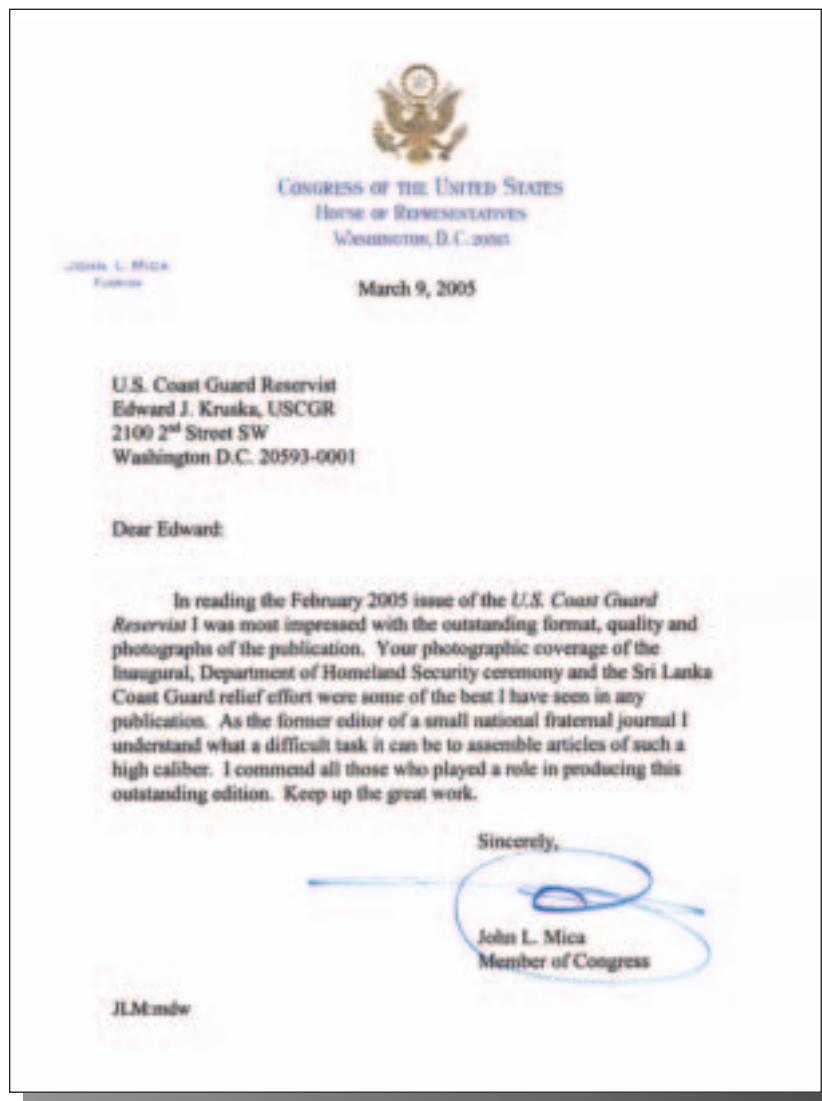 CONGRESS OF THE UNITED STATES
HOUSE OF REPRESENTATIVES
WASHINGTON, D.C. 20515
JOHN L. MICA
FLORIDA
March 9, 2005
U.S. Coast Guard Reservist
Edward J. Kruska, USCGR
2100 2nd Street SW
Washington D.C. 20593-0001
Dear Edward:
In reading the February 2005 issue of the U.S. Coast Guard
Reservist I was most impressed with the outstanding format, quality and
photographs of the publication. Your photographic coverage of the
Inaugural, Department of Homeland Security ceremony and the Sri Lanka
Coast Guard relief effort were some of the best I have seen in any
publication. As the former editor of a small national fraternal journal I
understand what a difficult task it can be to assemble articles of such a
high caliber. I commend all those who played a role in producing this
outstanding edition. Keep up the great work.
Sincerely,
John L. Mica
Member of Congress
JLM:mdw